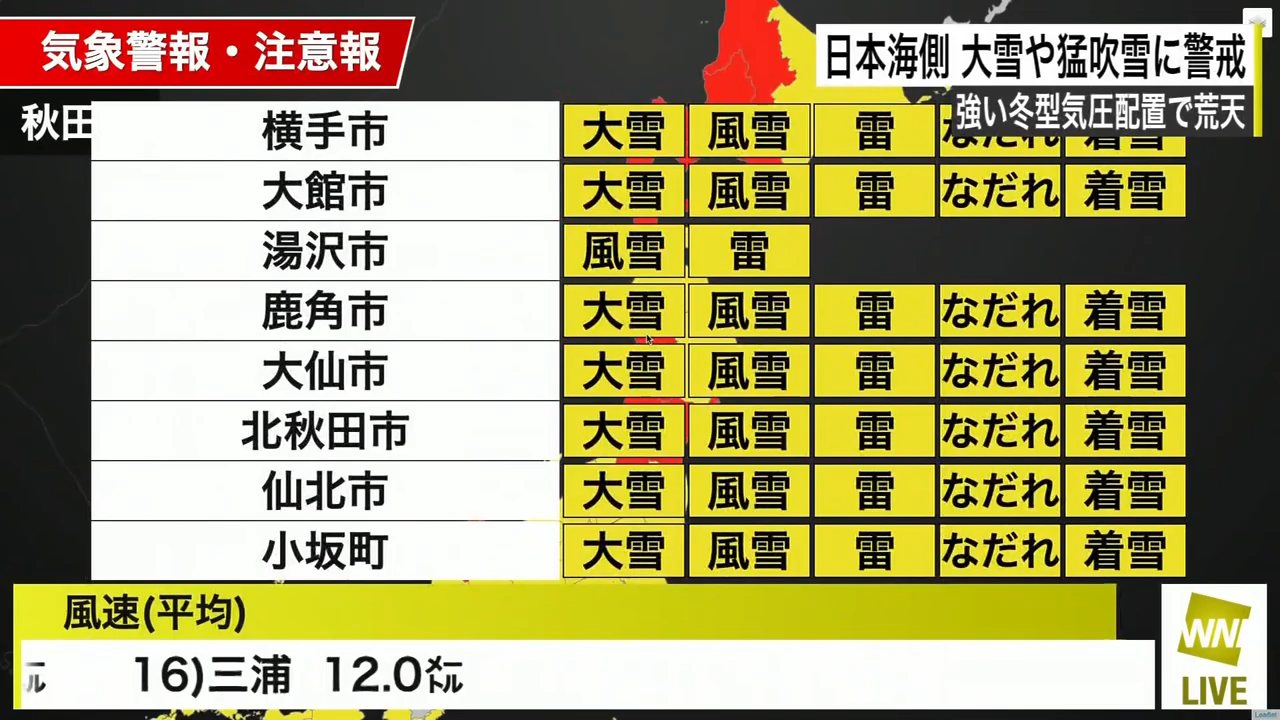 気象警報・注意報
日本海側 大雪や猛吹雪に警戒
強い冬型気圧配置で荒天
秋田
横手市 大雪 風雪 雷 なだれ 着雪
大館市 大雪 風雪 雷 なだれ 着雪
湯沢市 風雪 雷
鹿角市 大雪 風雪 雷 なだれ 着雪
大仙市 大雪 風雪 雷 なだれ 着雪
北秋田市 大雪 風雪 雷 なだれ 着雪
仙北市 大雪 風雪 雷 なだれ 着雪
小坂町 大雪 風雪 雷 なだれ 着雪
風速(平均)
16)三浦 12.0メートル
WNI
LIVE